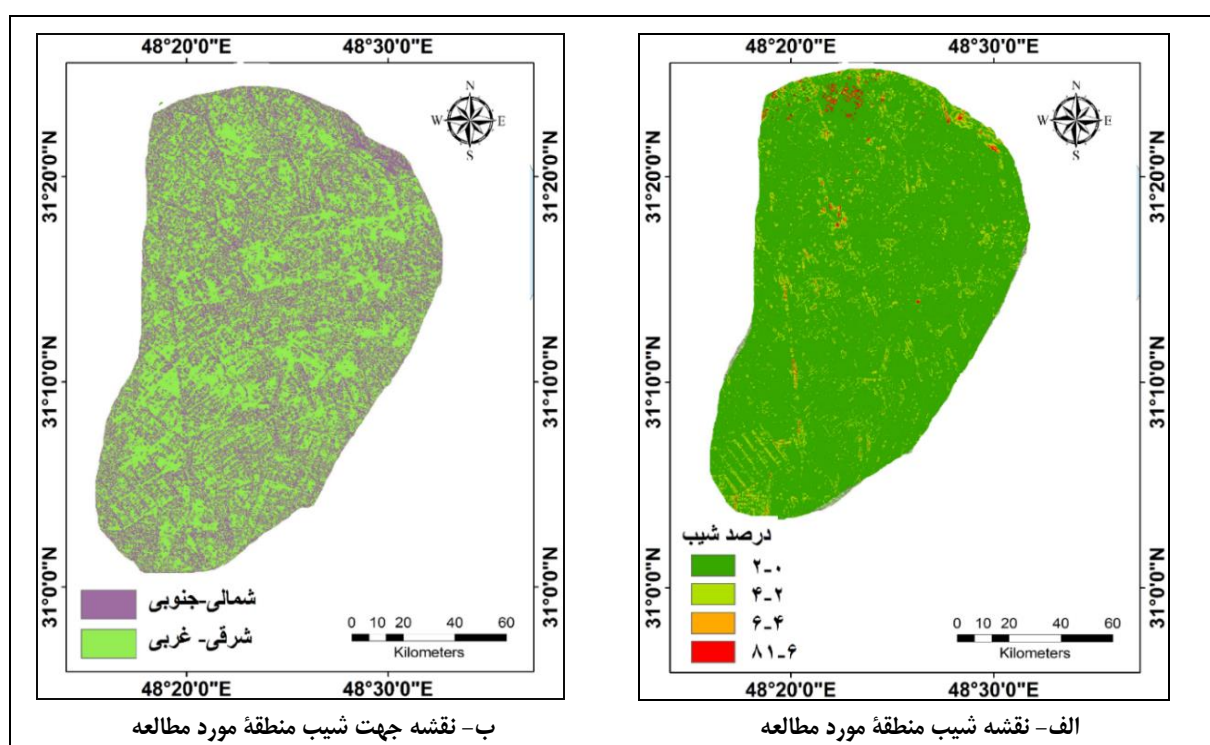 48°20'0"E 48°30'0"E
N
W E
S
31°20'0"N 31°20'0"N
31°10'0"N 31°10'0"N
31°0'0"N 31°0'0"N
درصد شیب
۲-۰
۴-۲
۶-۴
۸۱-۶
0 10 20 40 60
Kilometers
48°20'0"E 48°30'0"E
الف- نقشه شیب منطقهٔ مورد مطالعه
48°20'0"E 48°30'0"E
N
W E
S
31°20'0"N 31°20'0"N
31°10'0"N 31°10'0"N
31°0'0"N 31°0'0"N
شمالی-جنوبی
شرقی- غربی
0 10 20 40 60
Kilometers
48°20'0"E 48°30'0"E
ب- نقشه جهت شیب منطقهٔ مورد مطالعه